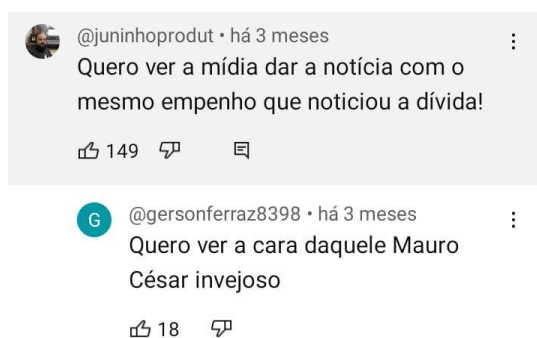 @juninhoprodut • há 3 meses
Quero ver a mídia dar a notícia com o
mesmo empenho que noticiou a dívida!
149
G
@gersonferraz8398 • há 3 meses
Quero ver a cara daquele Mauro
César invejoso
18